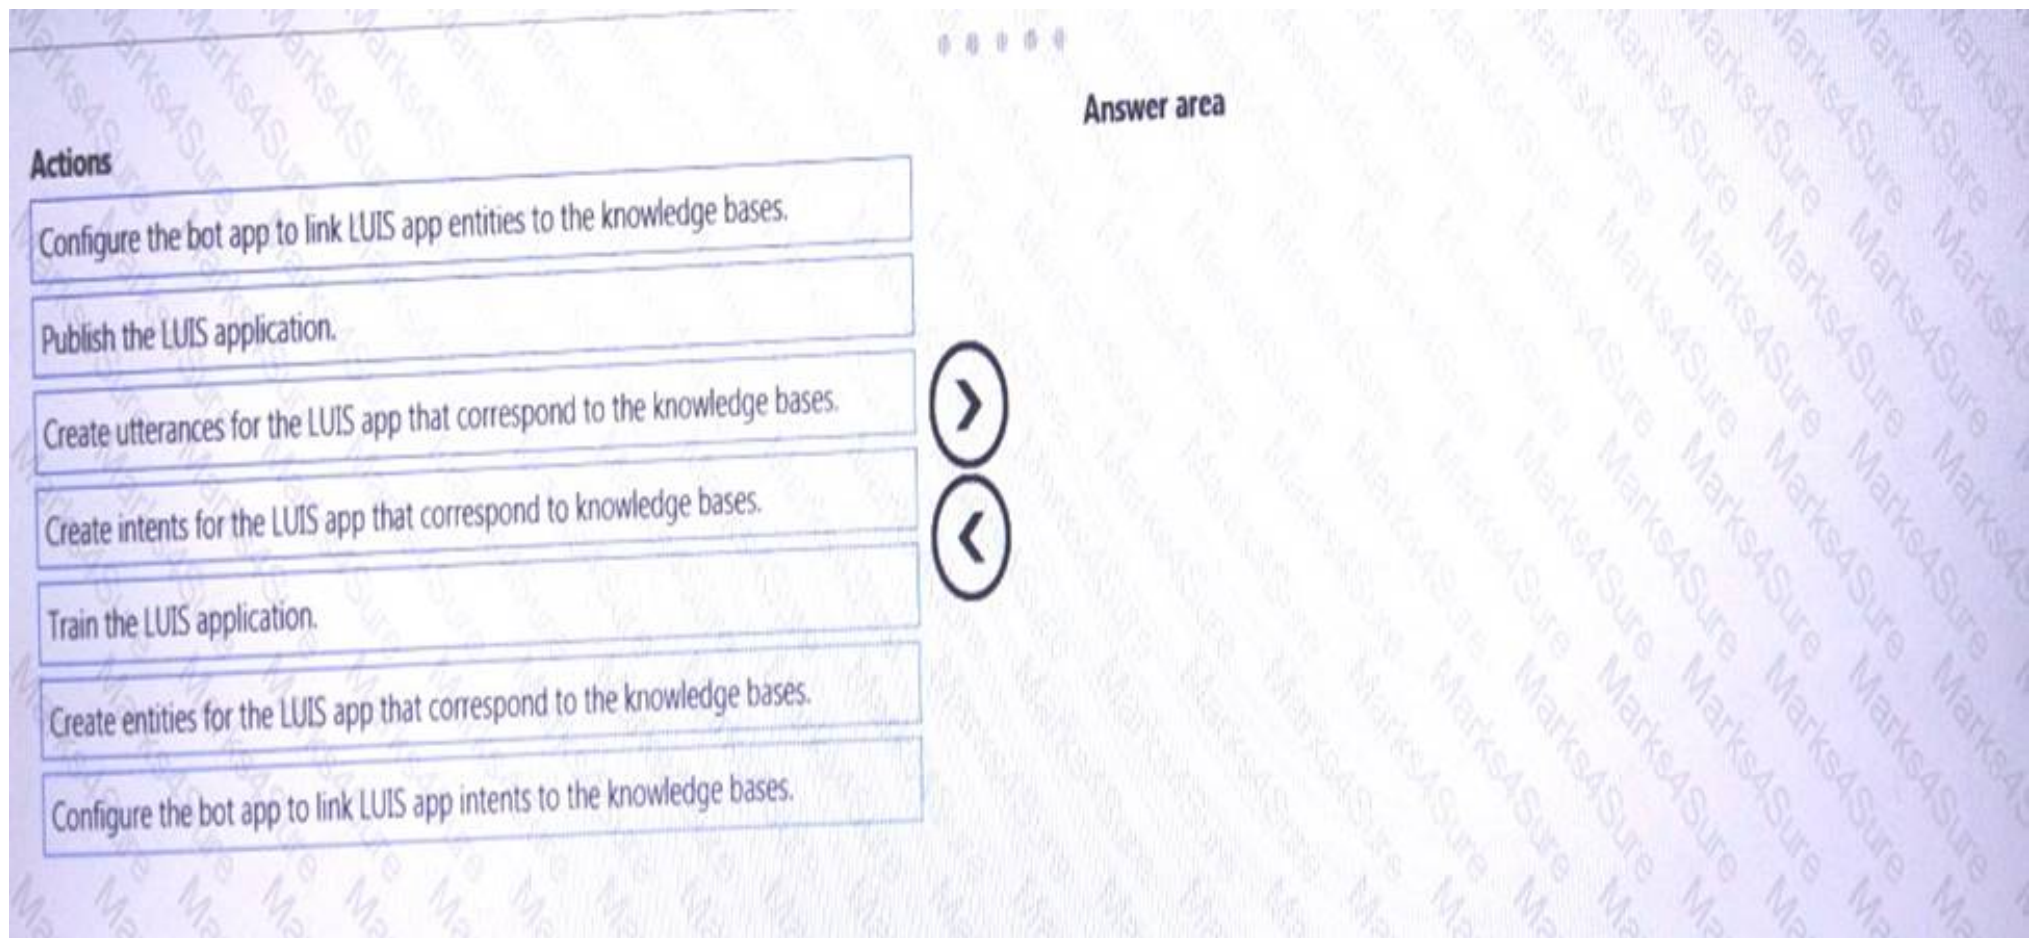 Answer area
Actions
Configure the bot app to link LUIS app entities to the knowledge bases.
Publish the LUIS application.
Create utterances for the LUIS app that correspond to the knowledge bases.
Create intents for the LUIS app that correspond to knowledge bases.
Train the LUIS application.
Create entities for the LUIS app that correspond to the knowledge bases.
Configure the bot app to link LUIS app intents to the knowledge bases.
Marks4Sure